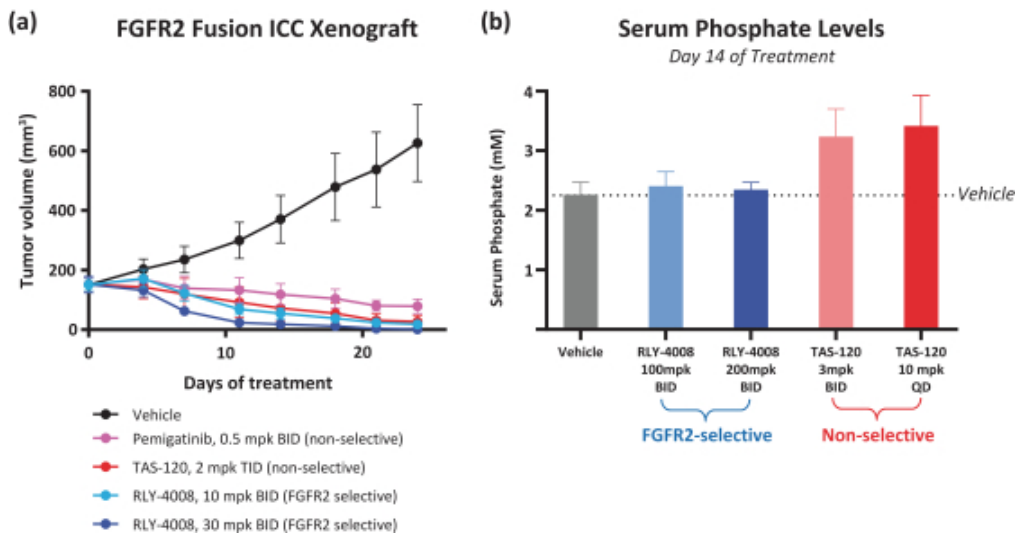 (a)
FGFR2 Fusion ICC Xenograft
Tumor volume (mm³)
800
600
400
200
0
0
10
20
Days of treatment
Vehicle
Pemigatinib, 0.5 mpk BID (non-selective)
TAS-120, 2 mpk TID (non-selective)
RLY-4008, 10 mpk BID (FGFR2 selective)
RLY-4008, 30 mpk BID (FGFR2 selective)
(b)
Serum Phosphate Levels
Day 14 of Treatment
Serum Phosphate (mM)
4
3
2
1
Vehicle
Vehicle
RLY-4008
100mpk
BID
RLY-4008
200mpk
BID
TAS-120
3mpk
BID
TAS-120
10 mpk
QD
FGFR2-selective
Non-selective